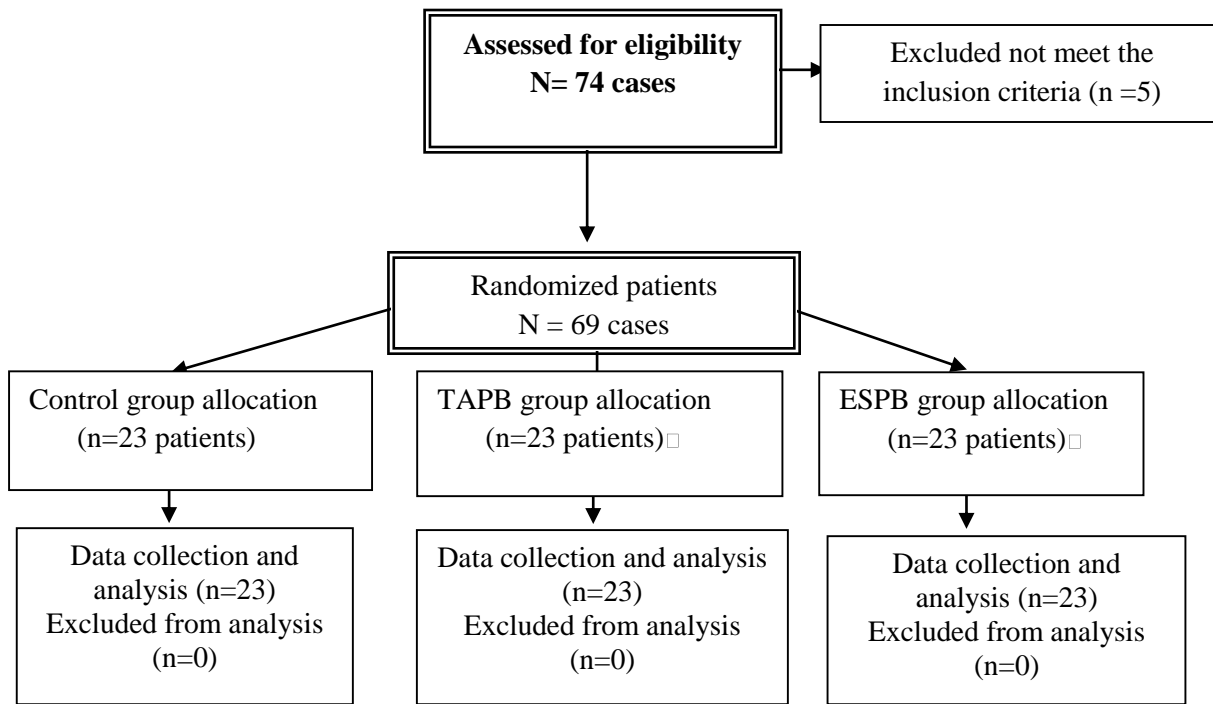 Assessed for eligibility
N= 74 cases
Excluded not meet the
inclusion criteria (n =5)
Randomized patients
N = 69 cases
Control group allocation
(n=23 patients)
TAPB group allocation
(n=23 patients)□
ESPB group allocation
(n=23 patients)□
Data collection and
analysis (n=23)
Excluded from analysis
(n=0)
Data collection and analysis
(n=23)
Excluded from analysis
(n=0)
Data collection and
analysis (n=23)
Excluded from analysis
(n=0)